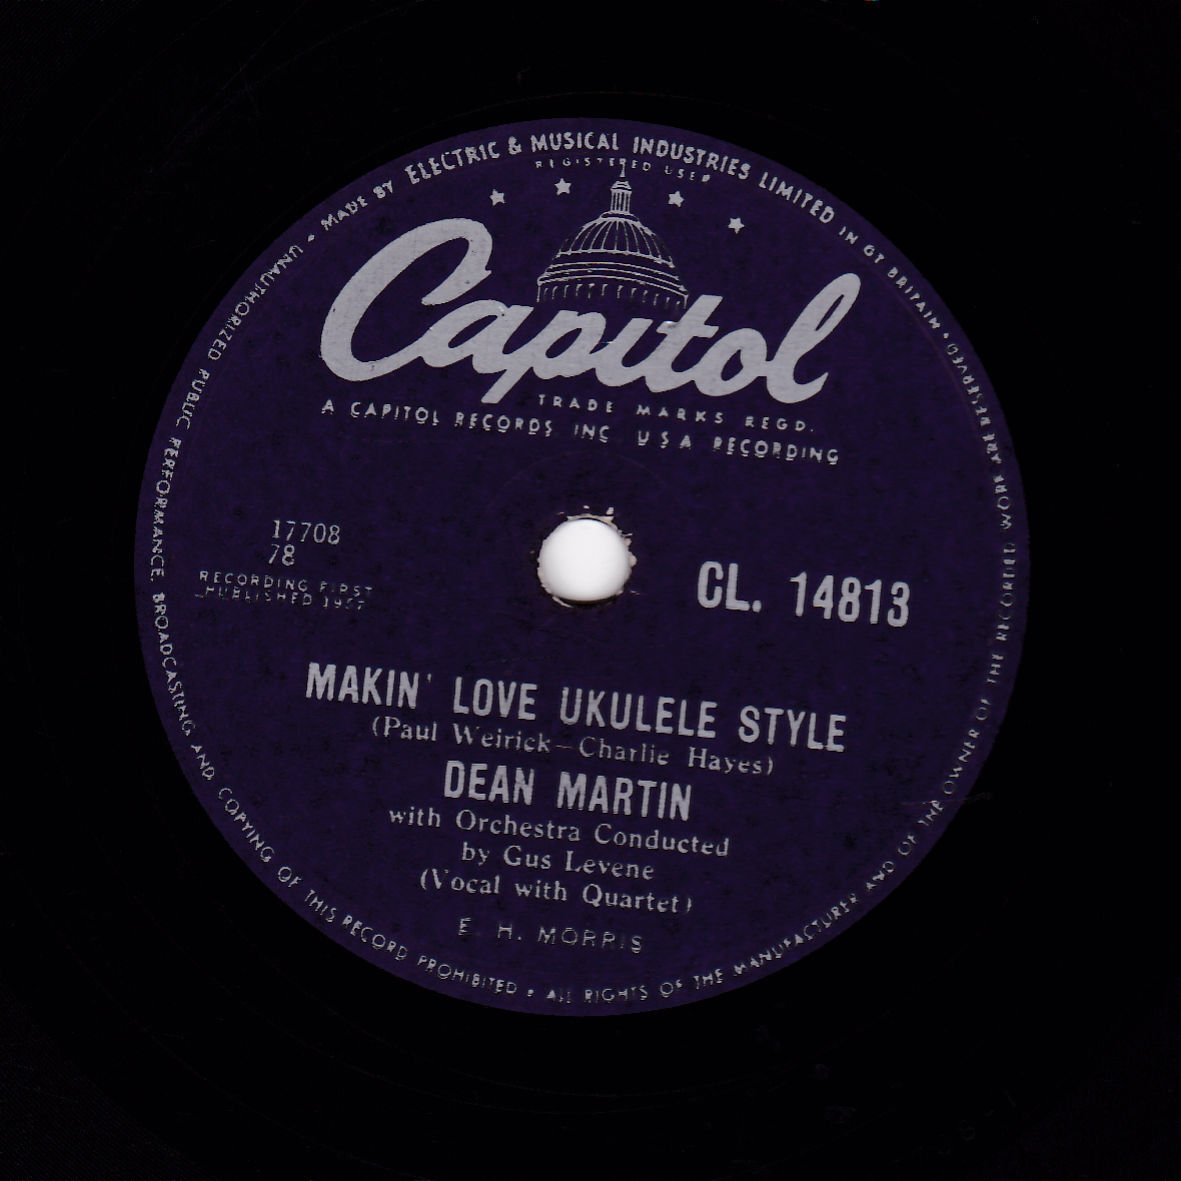 MADE BY ELECTRIC & MUSICAL INDUSTRIES LIMITED IN GT BRITAIN • ALL RIGHTS OF THE MANUFACTURER AND OF THE OWNER OF THE RECORDED WORK ARE RESERVED • UNAUTHORIZED PUBLIC PERFORMANCE, BROADCASTING AND COPYING OF THIS RECORD PROHIBITED •
REGISTERED USER
Capitol
TRADE MARKS REGD.
A CAPITOL RECORDS INC. U S A RECORDING
17708
78
RECORDING FIRST
PUBLISHED 1957
CL. 14813
MAKIN' LOVE UKULELE STYLE
(Paul Weirick—Charlie Hayes)
DEAN MARTIN
with Orchestra Conducted
by Gus Levene
(Vocal with Quartet)
E. H. MORRIS